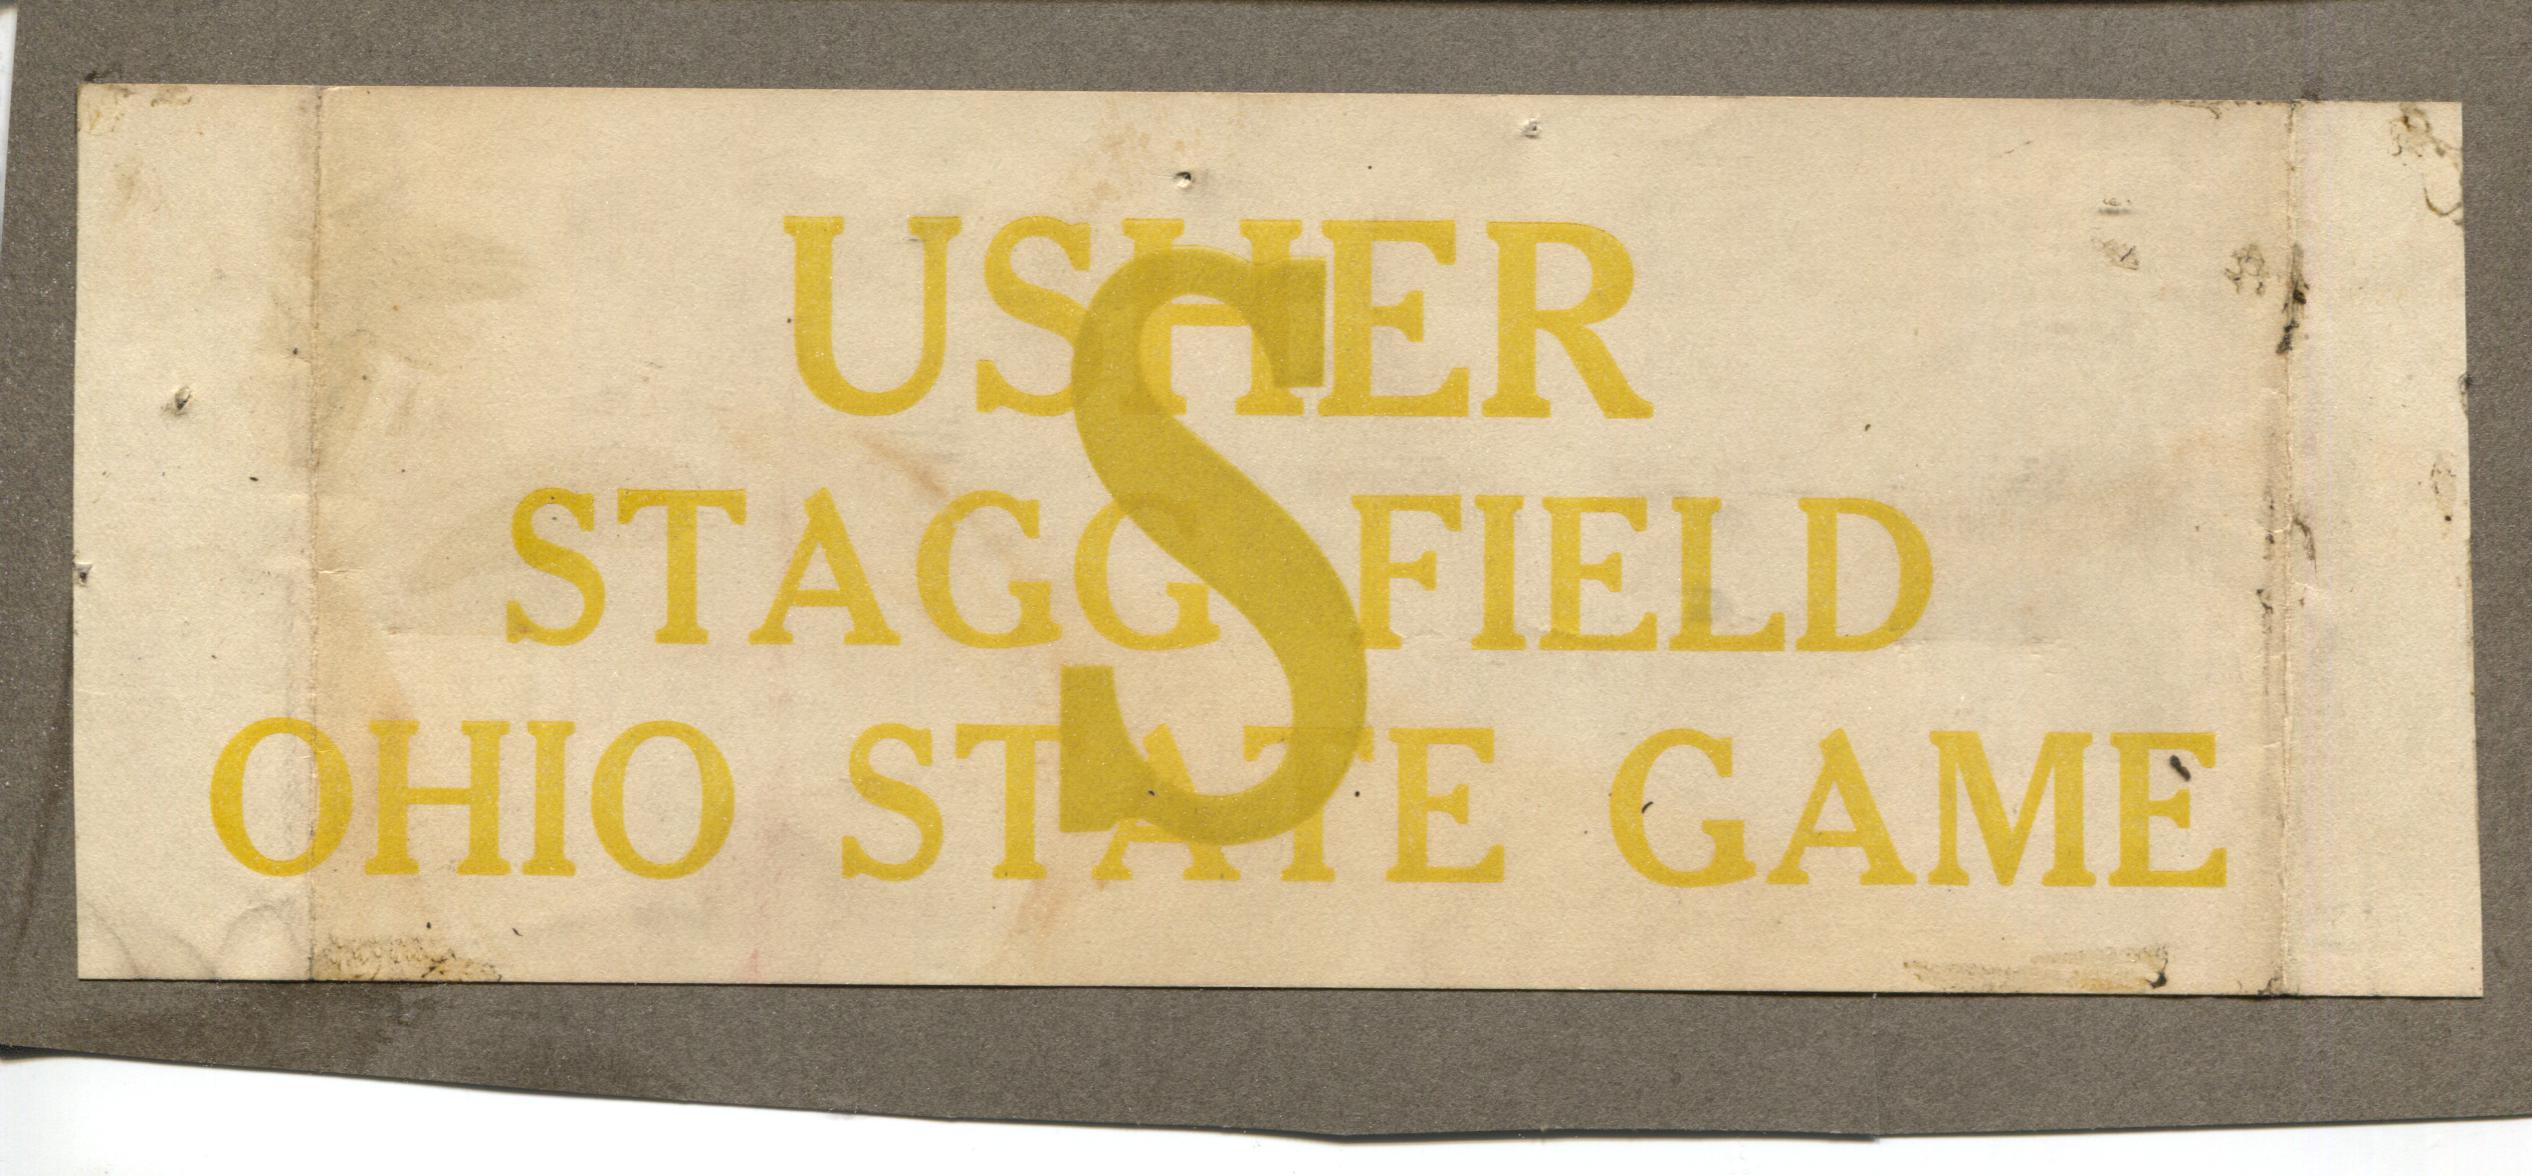 USHER
S
STAGG FIELD
OHIO STATE GAME